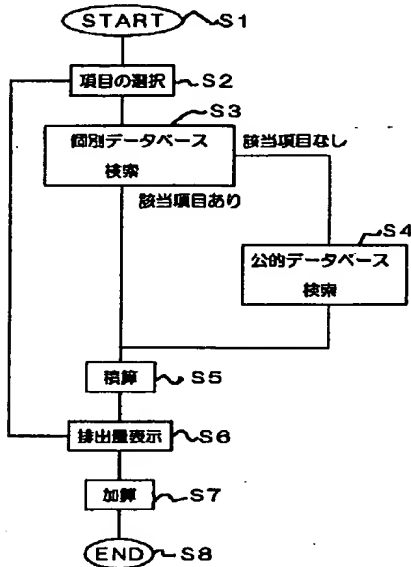 START S1
項目の選択 S2
S3
個別データベース
検索
該当項目なし
該当項目あり
S4
公的データベース
検索
積算 S5
排出量表示 S6
加算 S7
END S8